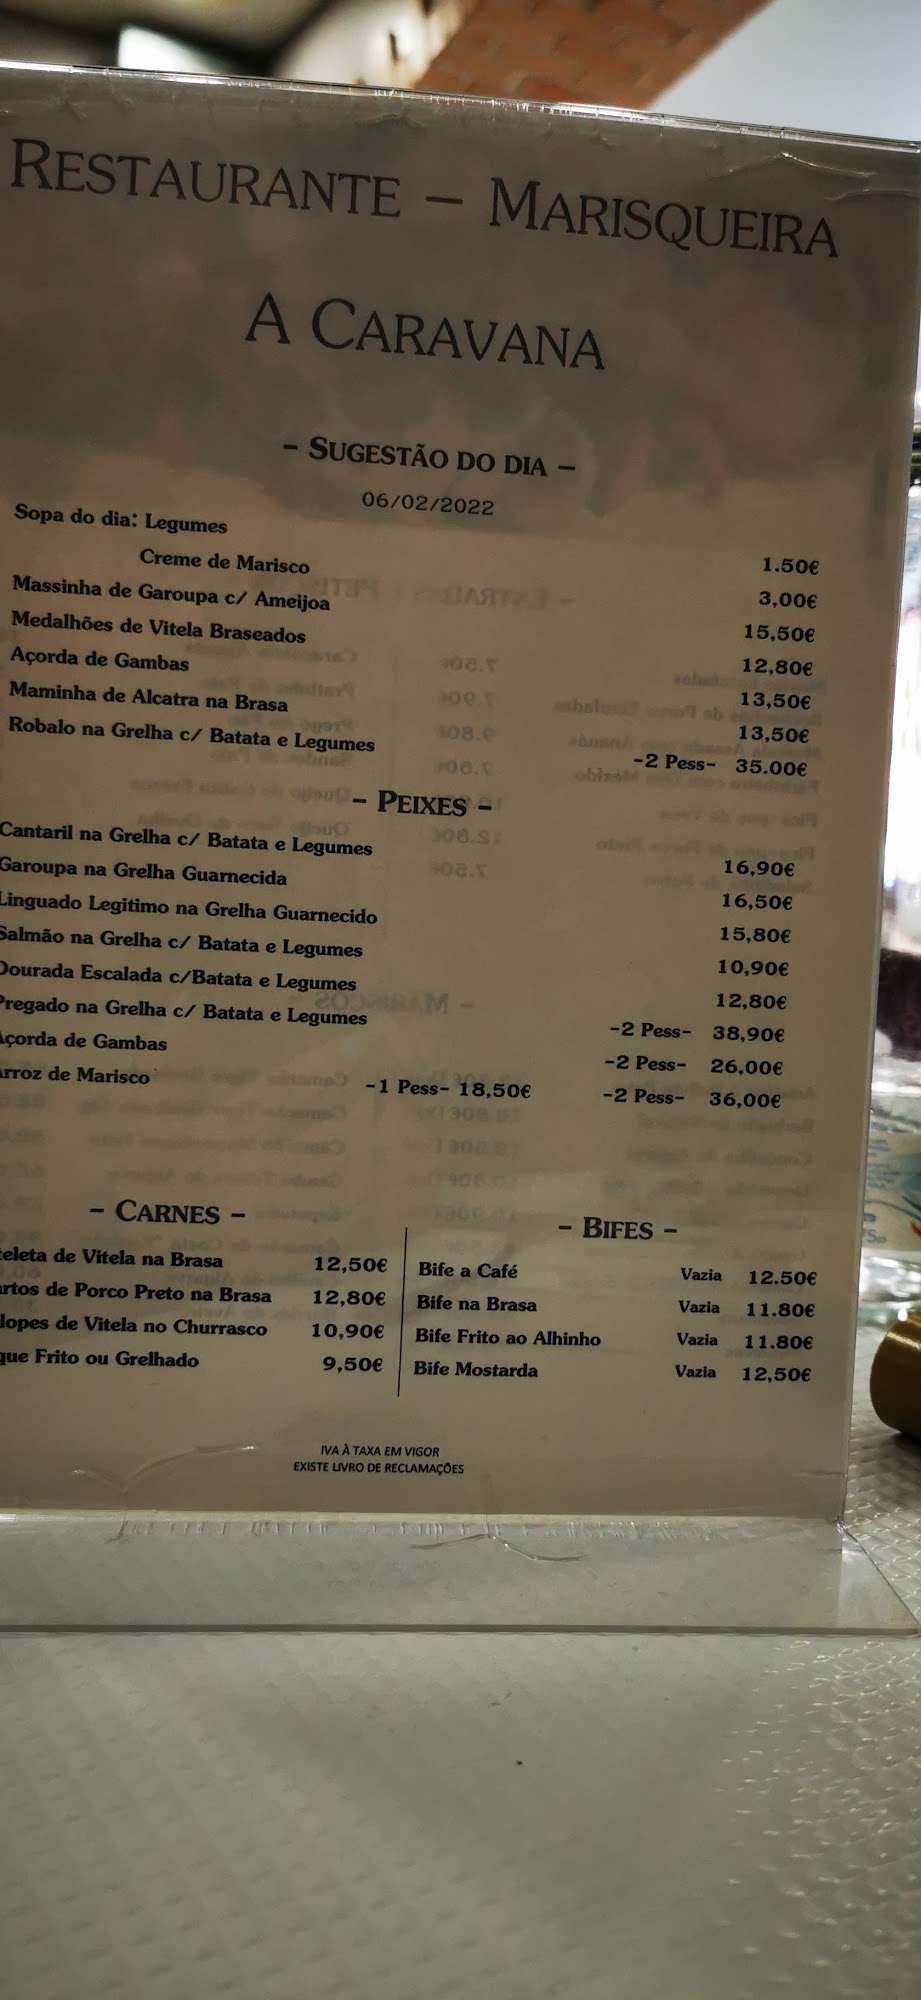 RESTAURANTE – MARISQUEIRA
A CARAVANA
– SUGESTÃO DO DIA –
06/02/2022
Sopa do dia: Legumes 1.50€
Creme de Marisco 3,00€
Massinha de Garoupa c/ Ameijoa 15,50€
Medalhões de Vitela Braseados 12,80€
Açorda de Gambas 13,50€
Maminha de Alcatra na Brasa 13,50€
Robalo na Grelha c/ Batata e Legumes -2 Pess- 35.00€
– PEIXES –
Cantaril na Grelha c/ Batata e Legumes 16,90€
Garoupa na Grelha Guarnecida 16,50€
Linguado Legitimo na Grelha Guarnecido 15,80€
Salmão na Grelha c/ Batata e Legumes 10,90€
Dourada Escalada c/Batata e Legumes 12,80€
Pregado na Grelha c/ Batata e Legumes -2 Pess- 38,90€
Açorda de Gambas -2 Pess- 26,00€
Arroz de Marisco -1 Pess- 18,50€ -2 Pess- 36,00€
– CARNES –
teleta de Vitela na Brasa 12,50€
artos de Porco Preto na Brasa 12,80€
lopes de Vitela no Churrasco 10,90€
que Frito ou Grelhado 9,50€
– BIFES –
Bife a Café Vazia 12.50€
Bife na Brasa Vazia 11.80€
Bife Frito ao Alhinho Vazia 11.80€
Bife Mostarda Vazia 12,50€
IVA À TAXA EM VIGOR
EXISTE LIVRO DE RECLAMAÇÕES